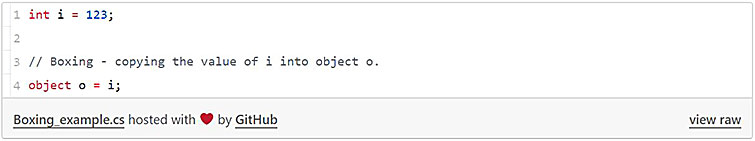 1 int i = 123;
2
3 // Boxing - copying the value of i into object o.
4 object o = i;
Boxing_example.cs hosted with ❤ by GitHub view raw